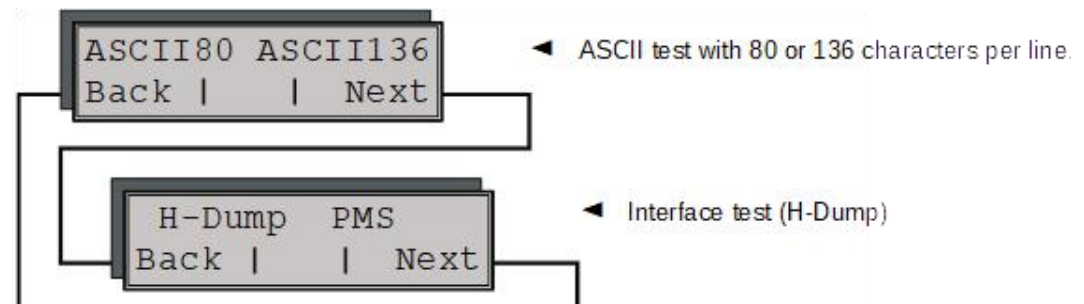 ASCII80 ASCII136
Back | | Next
◄ ASCII test with 80 or 136 characters per line.
H-Dump PMS
Back | | Next
◄ Interface test (H-Dump)